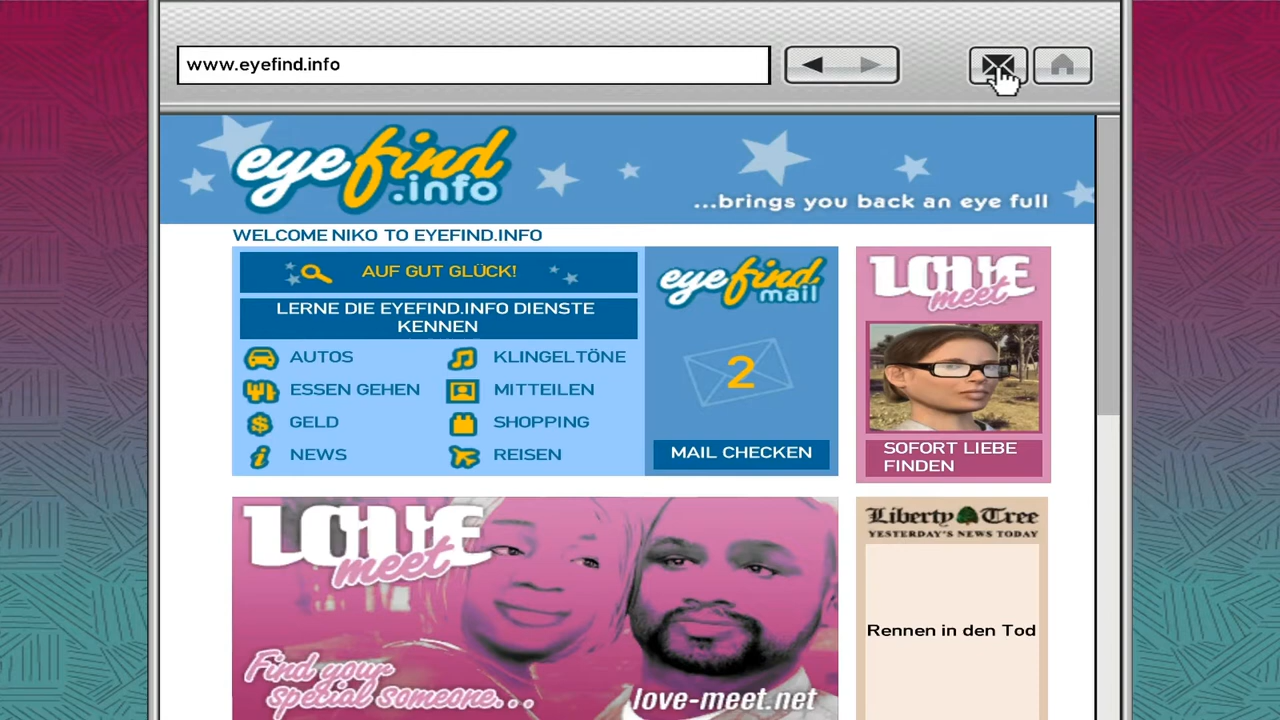 www.eyefind.info
eyefind
.info
...brings you back an eye full
WELCOME NIKO TO EYEFIND.INFO
AUF GUT GLÜCK!
LERNE DIE EYEFIND.INFO DIENSTE
KENNEN
AUTOS
KLINGELTÖNE
ESSEN GEHEN
MITTEILEN
GELD
SHOPPING
NEWS
REISEN
eyefind
mail
2
MAIL CHECKEN
LOVE
meet
SOFORT LIEBE
FINDEN
LOVE
meet
Find your
special someone...
love-meet.net
Liberty Tree
YESTERDAY'S NEWS TODAY
Rennen in den Tod